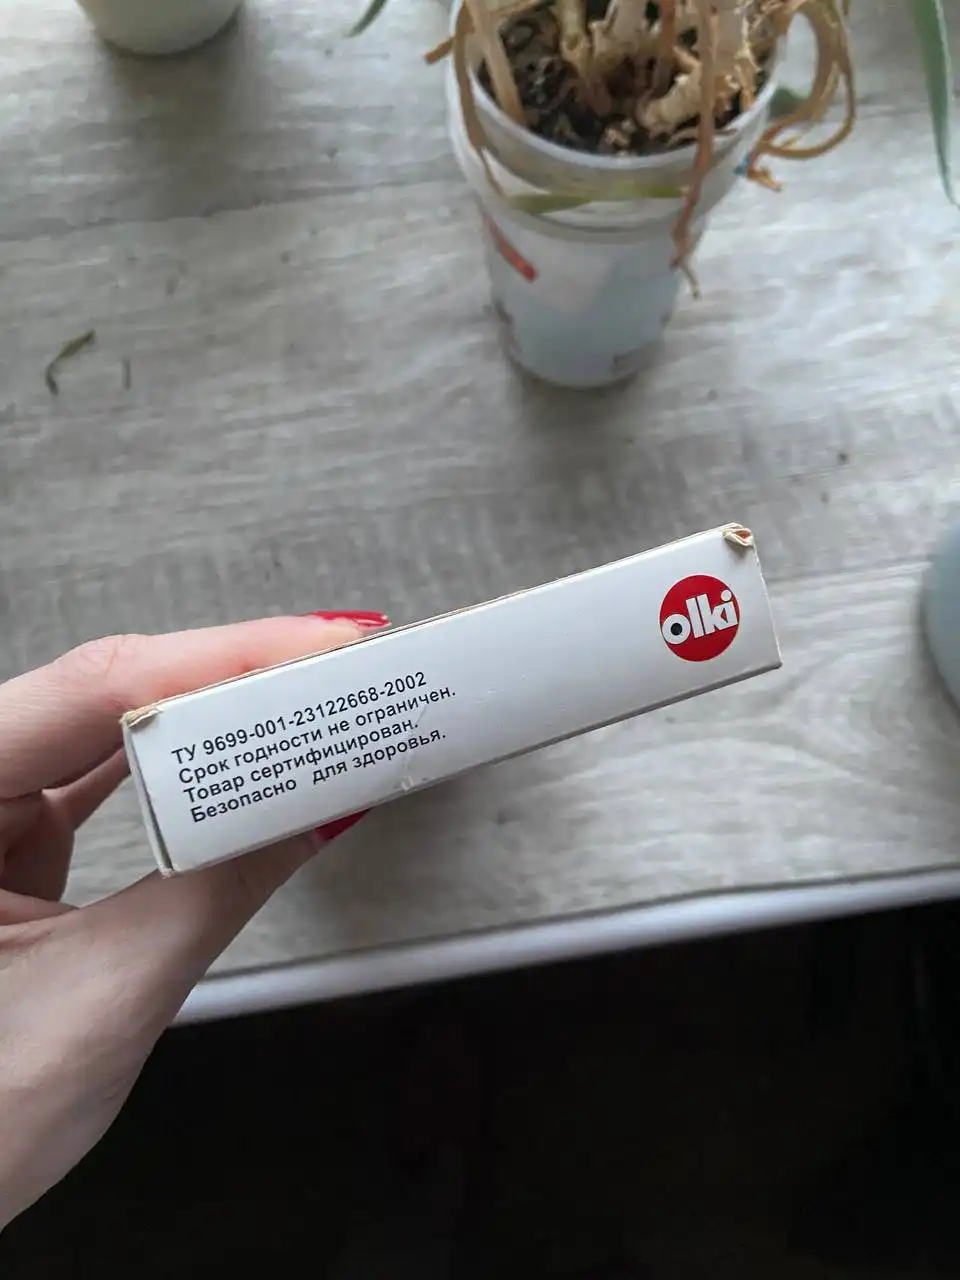 ТУ 9699-001-23122668-2002
Срок годности не ограничен.
Товар сертифицирован.
Безопасно для здоровья.
olki